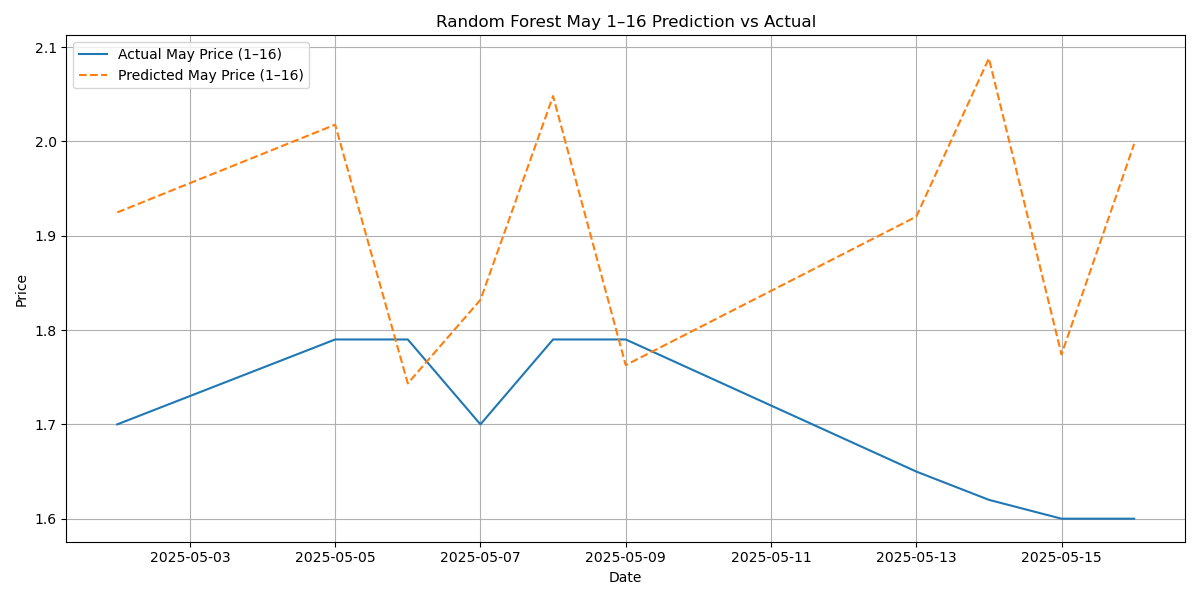 Random Forest May 1–16 Prediction vs Actual
Actual May Price (1–16)
Predicted May Price (1–16)
2.1
2.0
1.9
1.8
1.7
1.6
Price
2025-05-03
2025-05-05
2025-05-07
2025-05-09
2025-05-11
2025-05-13
2025-05-15
Date